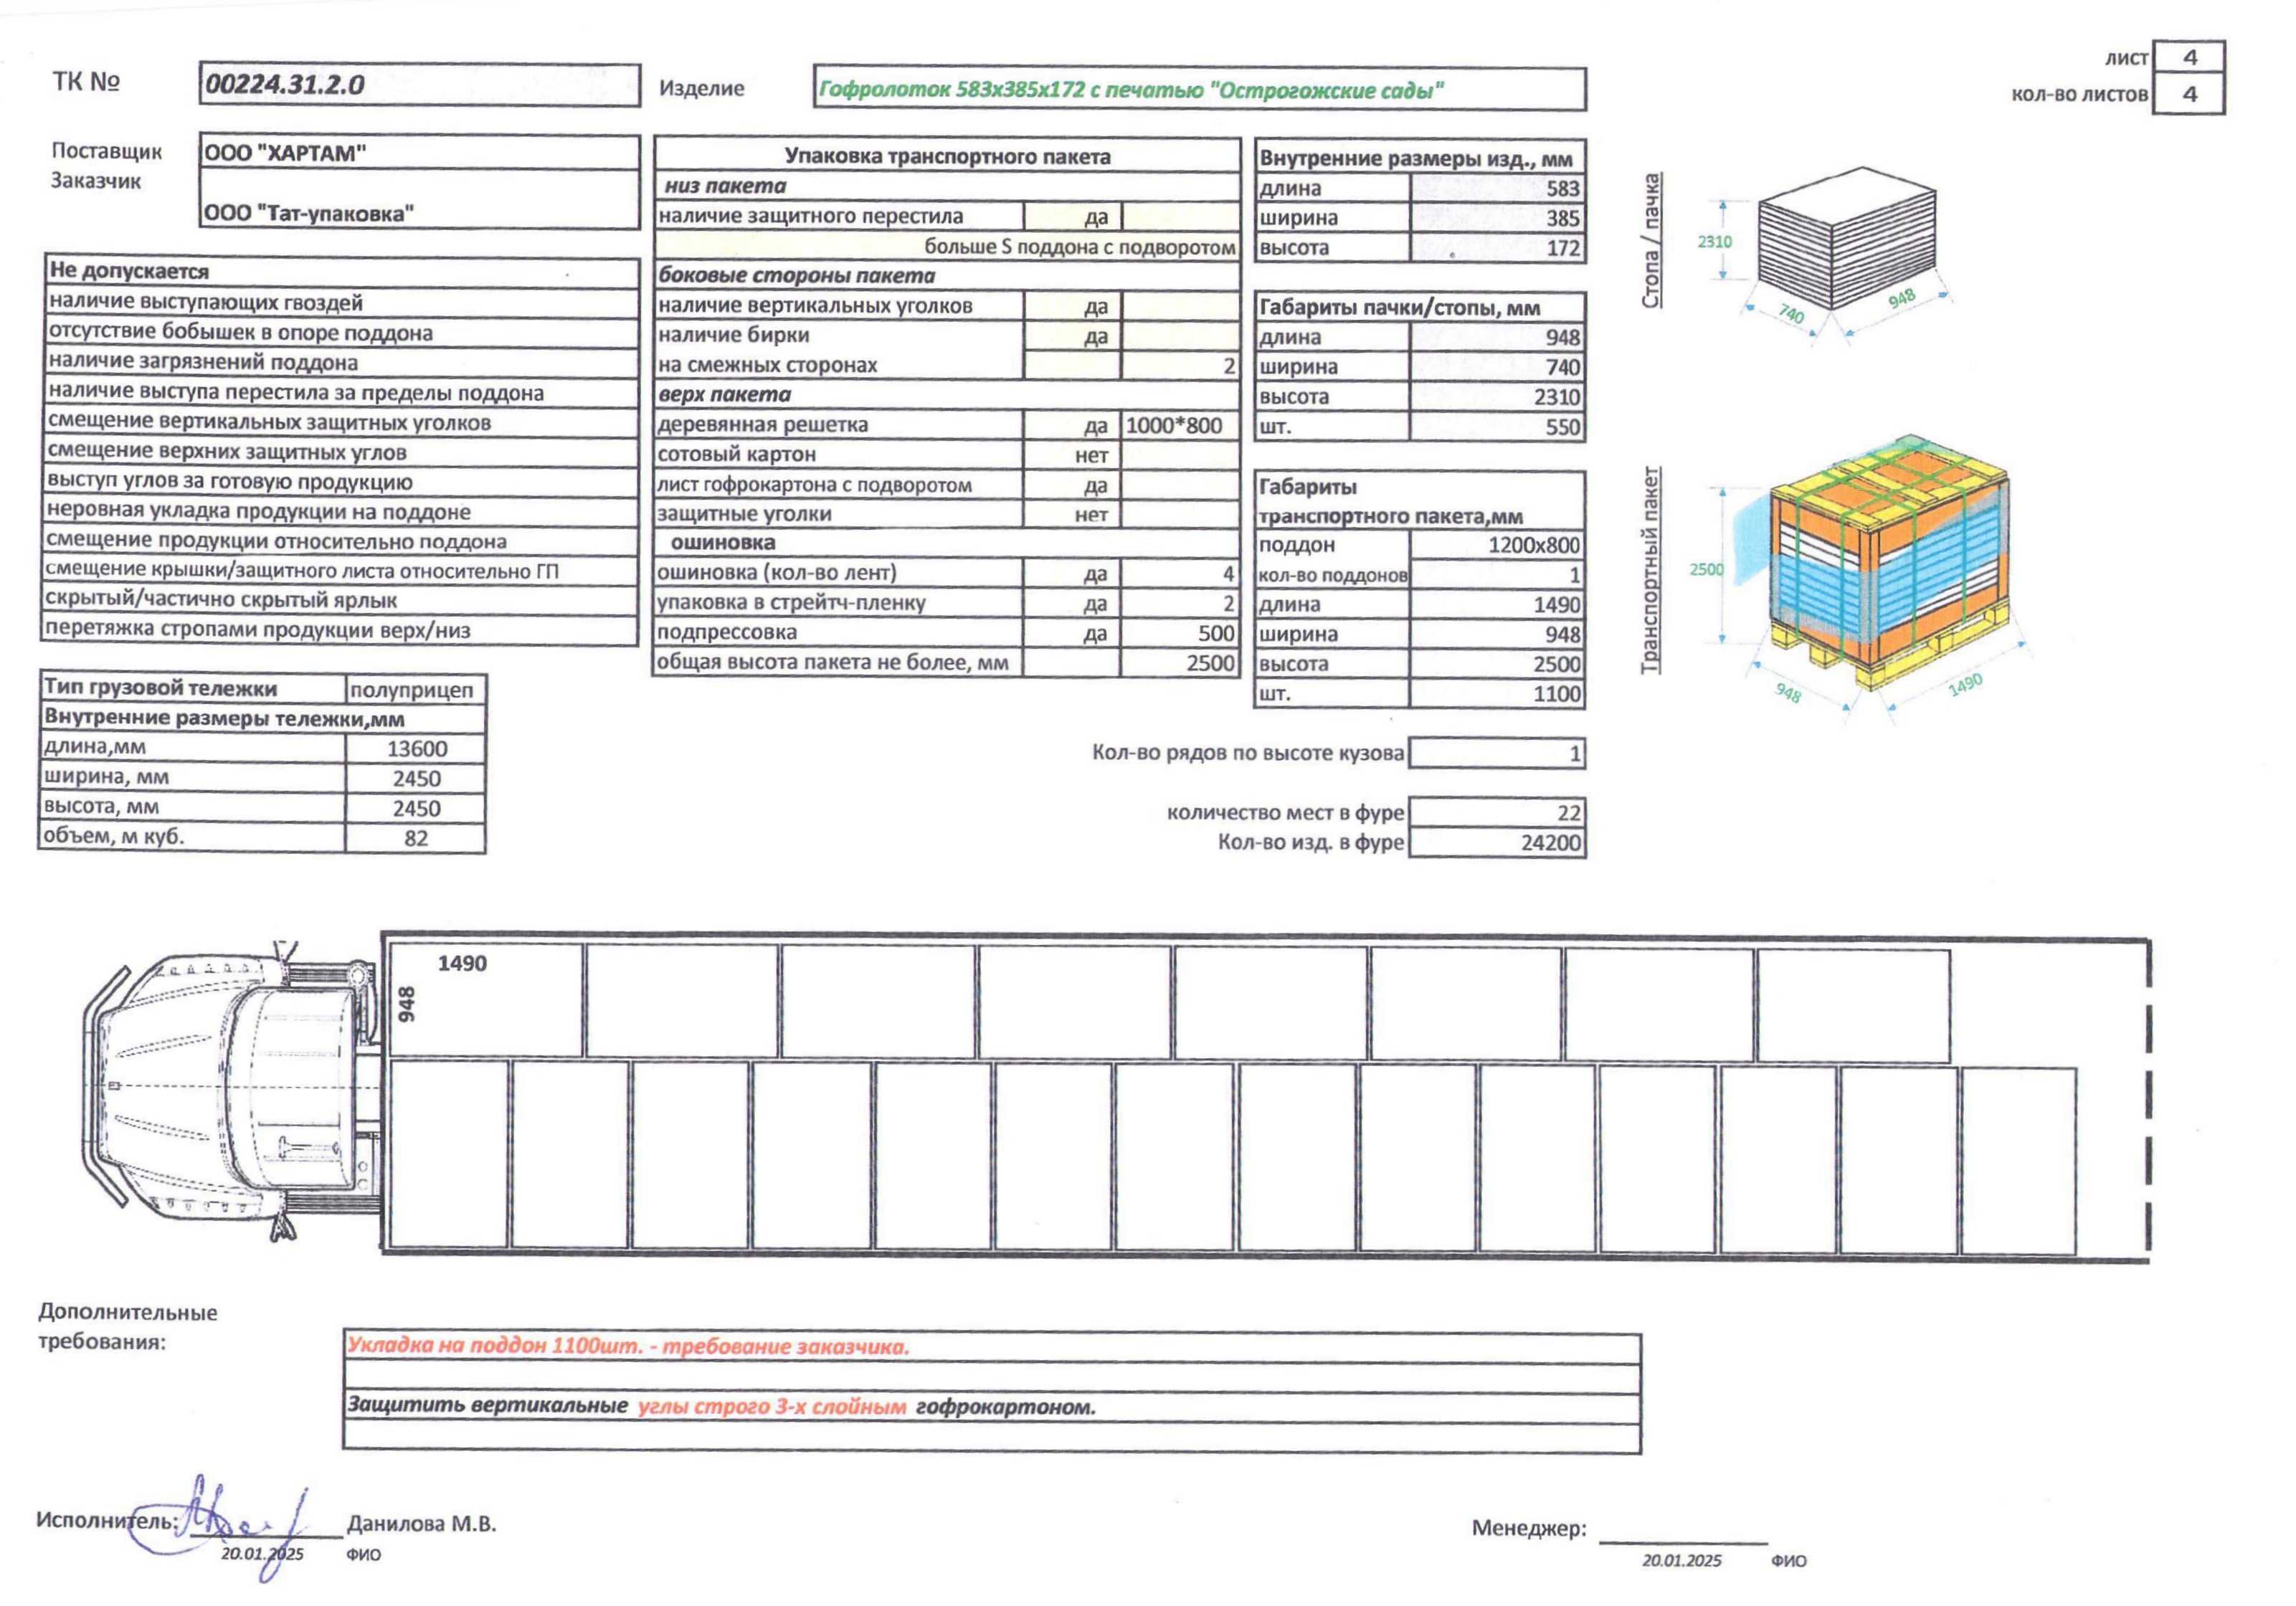 лист 4
кол-во листов 4
ТК № 00224.31.2.0
Изделие Гофролоток 583х385х172 с печатью "Острогожские сады"
Поставщик ООО "ХАРТАМ"
Заказчик
ООО "Тат-упаковка"
Не допускается
наличие выступающих гвоздей
отсутствие бобышек в опоре поддона
наличие загрязнений поддона
наличие выступа перестила за пределы поддона
смещение вертикальных защитных уголков
смещение верхних защитных углов
выступ углов за готовую продукцию
неровная укладка продукции на поддоне
смещение продукции относительно поддона
смещение крышки/защитного листа относительно ГП
скрытый/частично скрытый ярлык
перетяжка стропами продукции верх/низ
Тип грузовой тележки полуприцеп
Внутренние размеры тележки,мм
длина,мм 13600
ширина, мм 2450
высота, мм 2450
объем, м куб. 82
Упаковка транспортного пакета
низ пакета
наличие защитного перестила да
больше S поддона с подворотом
боковые стороны пакета
наличие вертикальных уголков да
наличие бирки да
на смежных сторонах 2
верх пакета
деревянная решетка да 1000*800
сотовый картон нет
лист гофрокартона с подворотом да
защитные уголки нет
ошиновка
ошиновка (кол-во лент) да 4
упаковка в стрейтч-пленку да 2
подпрессовка да 500
общая высота пакета не более, мм 2500
Внутренние размеры изд., мм
длина 583
ширина 385
высота 172
Габариты пачки/стопы, мм
длина 948
ширина 740
высота 2310
шт. 550
Габариты
транспортного пакета,мм
поддон 1200х800
кол-во поддонов 1
длина 1490
ширина 948
высота 2500
шт. 1100
Кол-во рядов по высоте кузова 1
количество мест в фуре 22
Кол-во изд. в фуре 24200
Стопа / пачка
2310
740
948
Транспортный пакет
2500
948
1490
1490
948
Дополнительные
требования:
Укладка на поддон 1100шт. - требование заказчика.
Защитить вертикальные углы строго 3-х слойным гофрокартоном.
Исполнитель: Данилова М.В.
20.01.2025 ФИО
Менеджер:
20.01.2025 ФИО